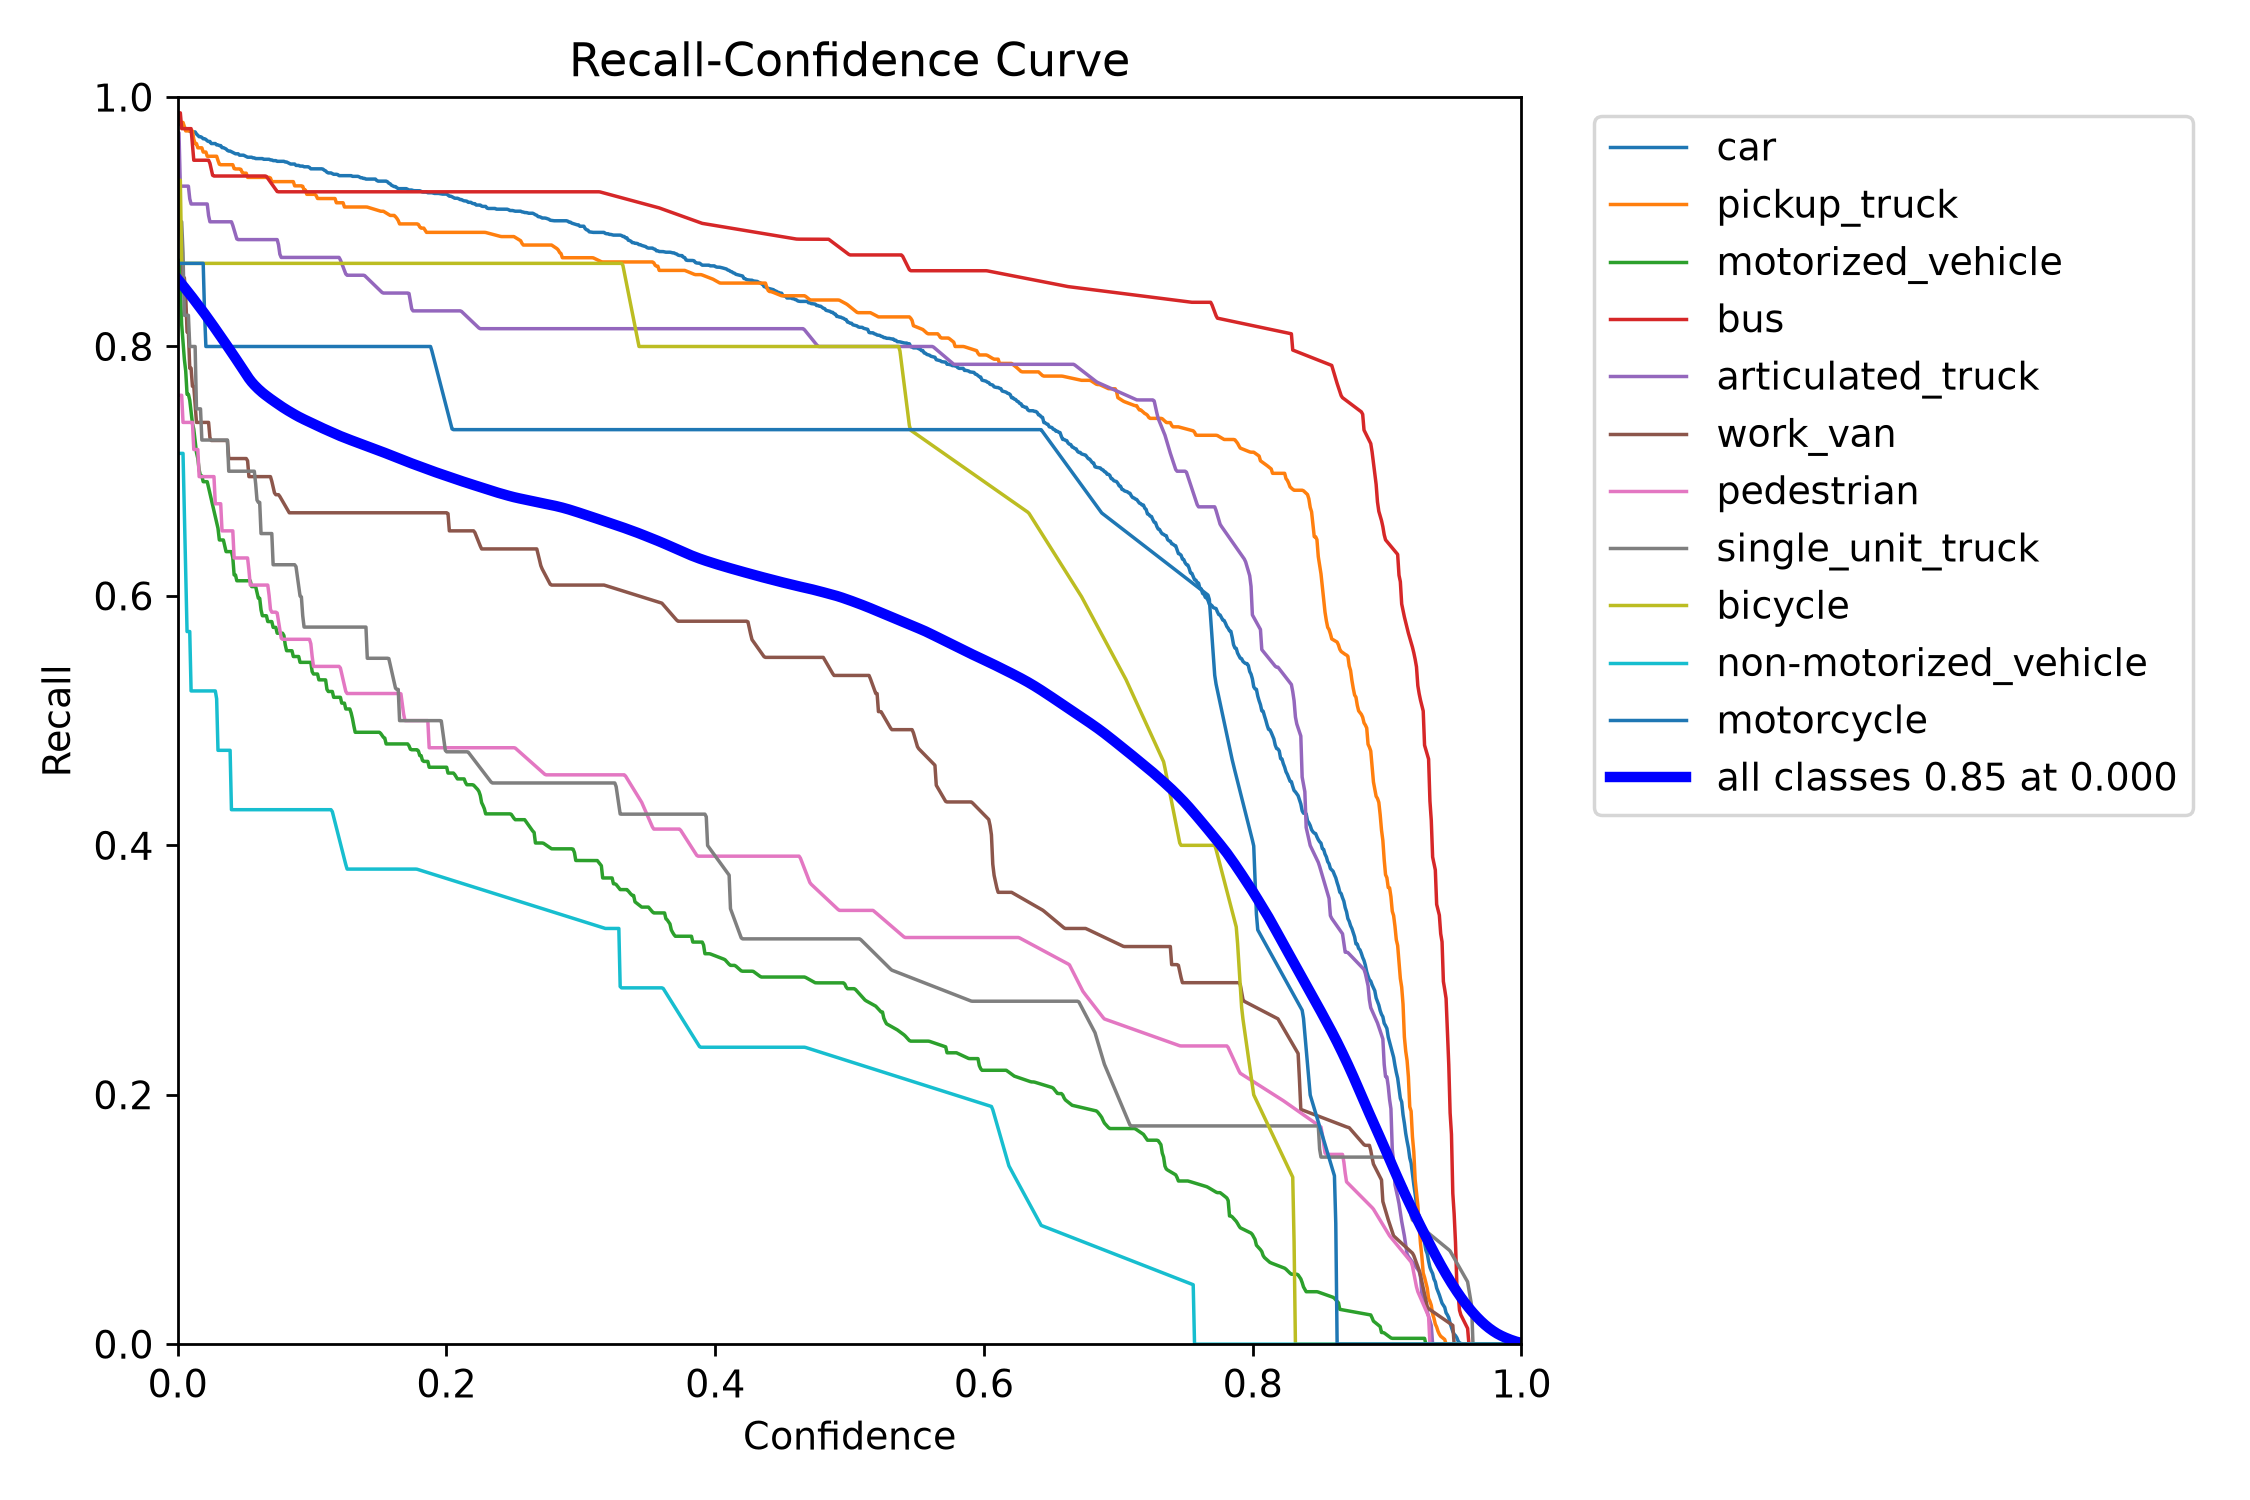 Recall-Confidence Curve
1.0
0.8
0.6
0.4
0.2
0.0
Recall
0.0 0.2 0.4 0.6 0.8 1.0
Confidence
car
pickup_truck
motorized_vehicle
bus
articulated_truck
work_van
pedestrian
single_unit_truck
bicycle
non-motorized_vehicle
motorcycle
all classes 0.85 at 0.000